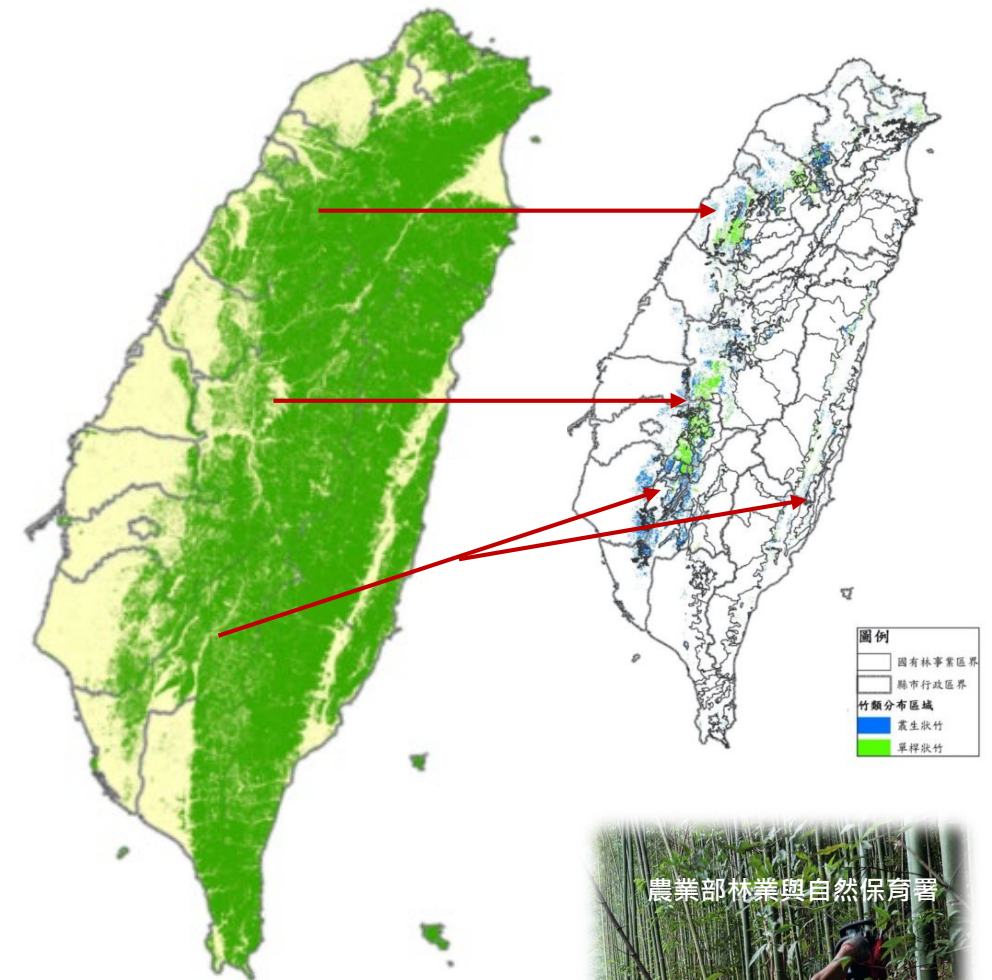 圖例
國有林事業區界
縣市行政區界
竹類分布區域
叢生狀竹
單桿狀竹
農業部林業與自然保育署